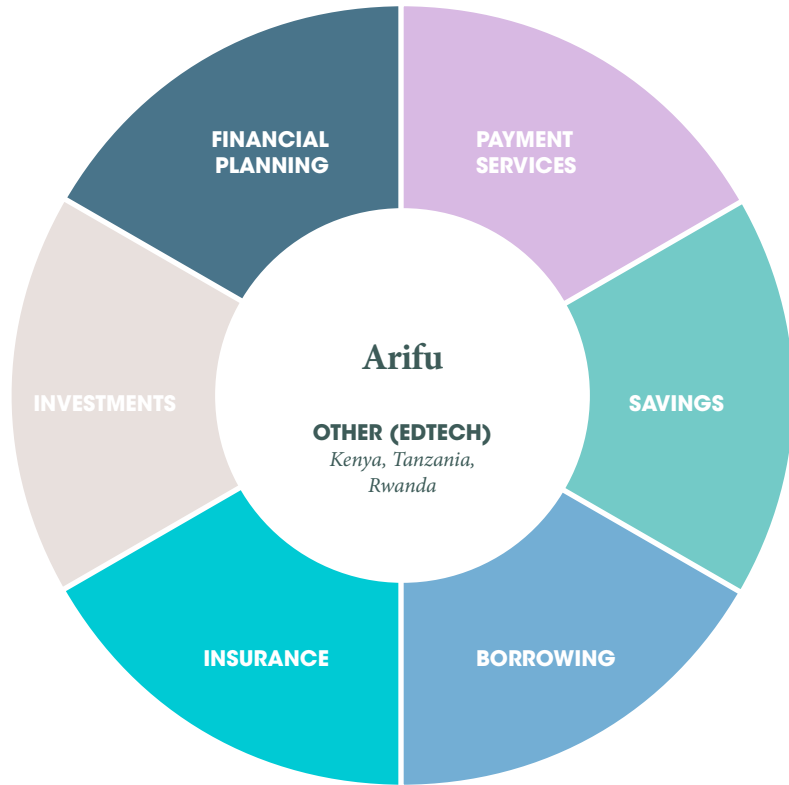 FINANCIAL
PLANNING
PAYMENT
SERVICES
Arifu
OTHER (EDTECH)
Kenya, Tanzania,
Rwanda
INVESTMENTS
SAVINGS
INSURANCE
BORROWING